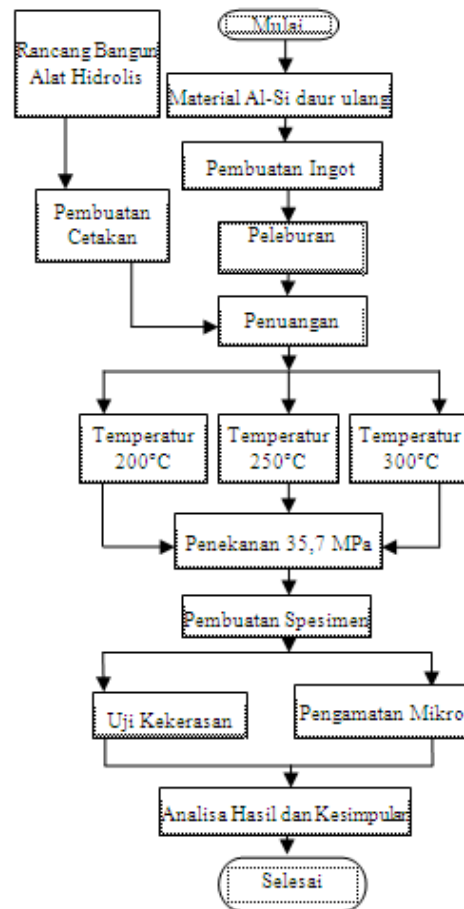 Mulai
Rancang Bangun
Alat Hidrolis
Material Al-Si daur ulang
Pembuatan Ingot
Pembuatan
Cetakan
Peleburan
Penuangan
Temperatur
200°C
Temperatur
250°C
Temperatur
300°C
Penekanan 35,7 MPa
Pembuatan Spesimen
Uji Kekerasan
Pengamatan Mikro
Analisa Hasil dan Kesimpulan
Selesai